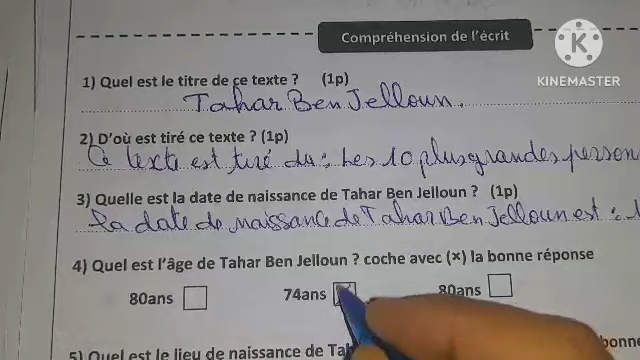 Compréhension de l'écrit
KINEMASTER
1) Quel est le titre de ce texte ? (1p)
Tahar Ben Jelloun.
2) D'où est tiré ce texte ? (1p)
Ce texte est tiré du : Les 10 plus grandes person
3) Quelle est la date de naissance de Tahar Ben Jelloun ? (1p)
la date de naissance de Tahar Ben Jelloun est :
4) Quel est l'âge de Tahar Ben Jelloun ? coche avec (×) la bonne réponse
80ans 74ans 80ans
5) Quel est le lieu de naissance de Ta